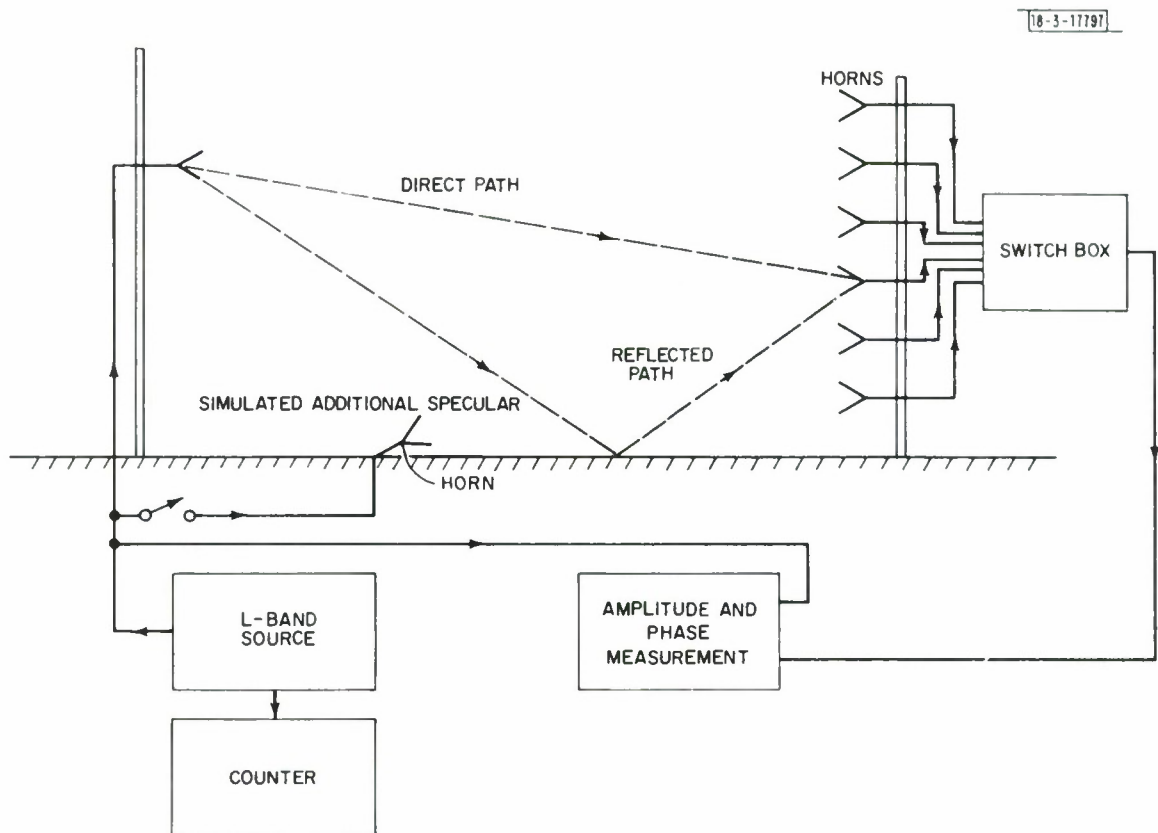 18-3-17797
HORNS
DIRECT PATH
SWITCH BOX
REFLECTED
PATH
SIMULATED ADDITIONAL SPECULAR
HORN
L-BAND
SOURCE
AMPLITUDE AND
PHASE
MEASUREMENT
COUNTER